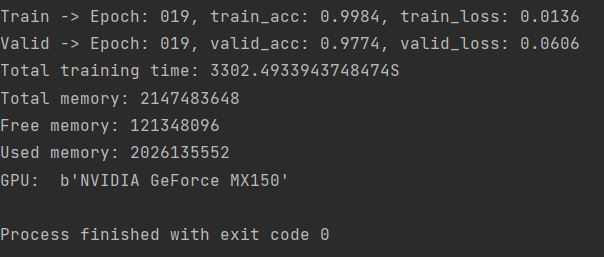 Train -> Epoch: 019, train_acc: 0.9984, train_loss: 0.0136
Valid -> Epoch: 019, valid_acc: 0.9774, valid_loss: 0.0606
Total training time: 3302.4933943748474S
Total memory: 2147483648
Free memory: 121348096
Used memory: 2026135552
GPU:  b'NVIDIA GeForce MX150'
Process finished with exit code 0